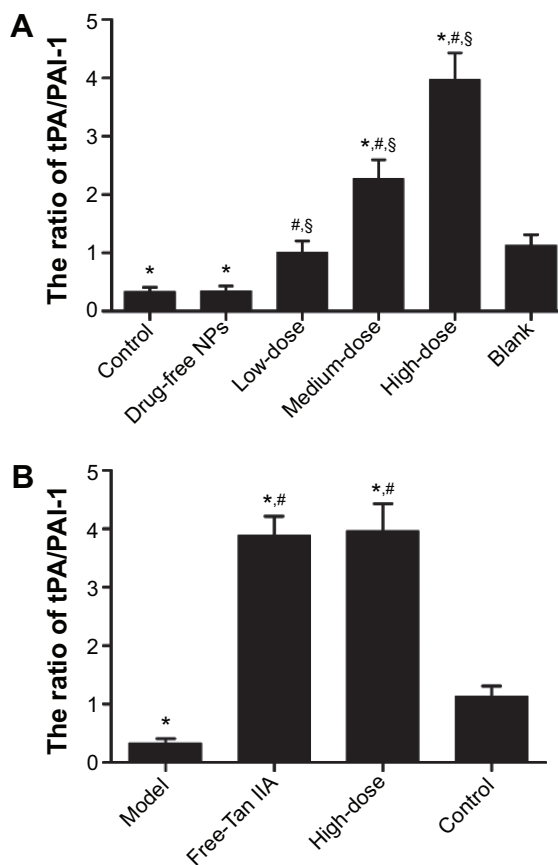 A
The ratio of tPA/PAI-1
5
4
3
2
1
0
*
*
#,§
*,#,§
*,#,§
Control
Drug-free NPs
Low-dose
Medium-dose
High-dose
Blank
B
The ratio of tPA/PAI-1
5
4
3
2
1
0
*
*,#
*,#
Model
Free-Tan IIA
High-dose
Control